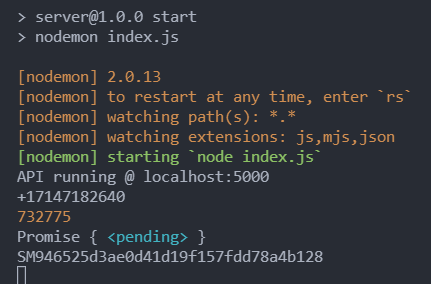 > server@1.0.0 start
> nodemon index.js
[nodemon] 2.0.13
[nodemon] to restart at any time, enter `rs`
[nodemon] watching path(s): *.*
[nodemon] watching extensions: js,mjs,json
[nodemon] starting `node index.js`
API running @ localhost:5000
+17147182640
732775
Promise { <pending> }
SM946525d3ae0d41d19f157fdd78a4b128